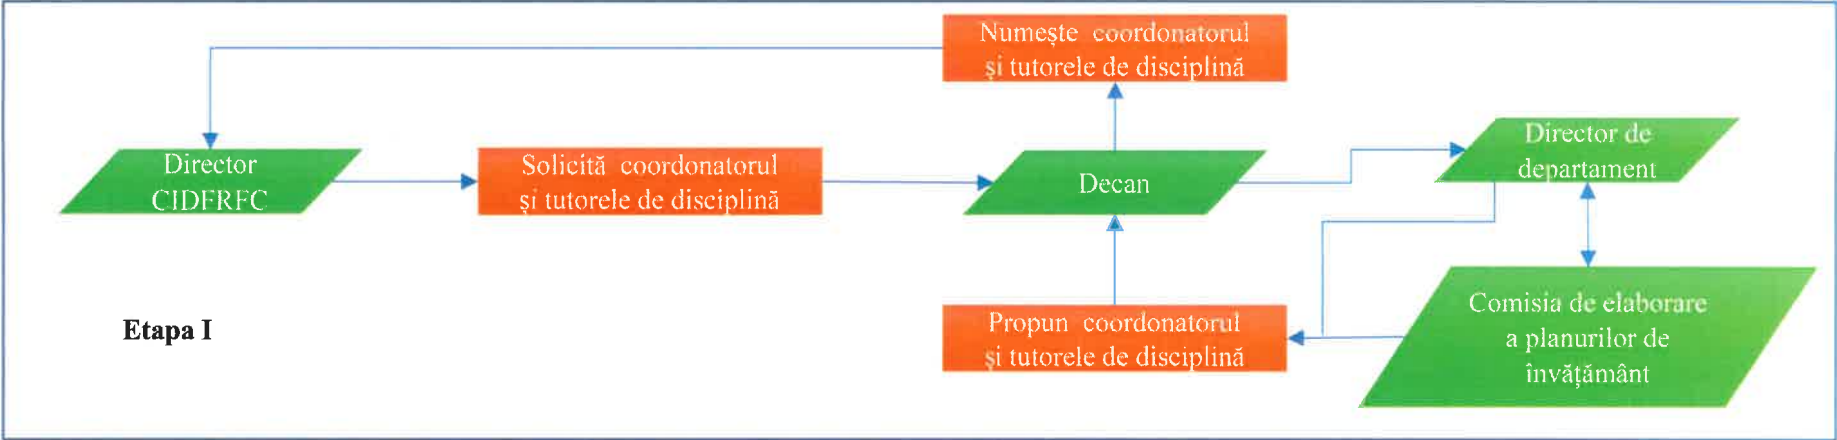 Numește coordonatorul
și tutorele de disciplină
Director
CIDFRFC
Solicită coordonatorul
și tutorele de disciplină
Decan
Director de
departament
Etapa I
Propun coordonatorul
și tutorele de disciplină
Comisia de elaborare
a planurilor de
învățământ